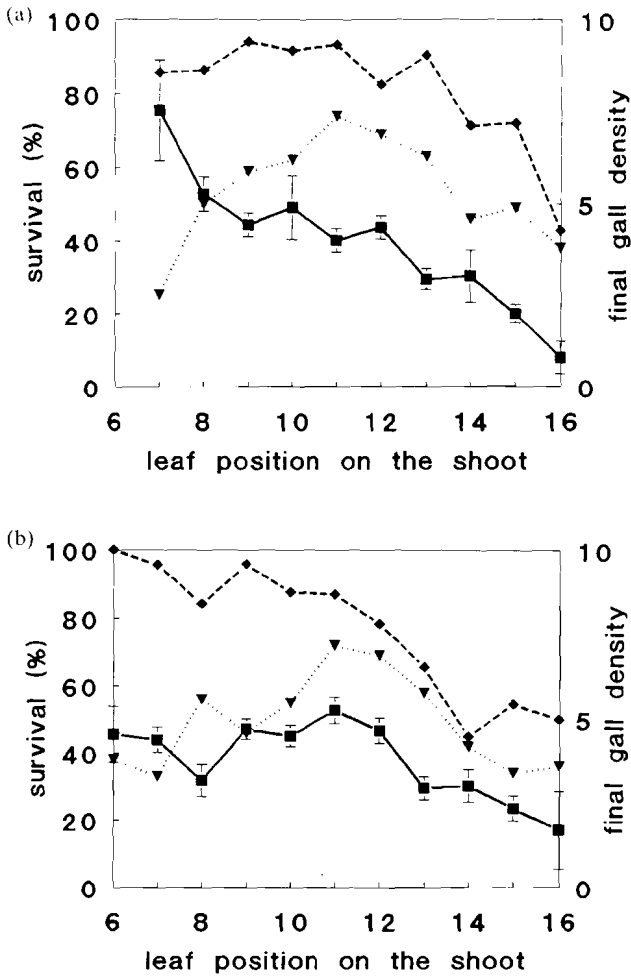 (a)
100
80
60
40
20
0
survival (%)
10
5
0
final gall density
6 8 10 12 14 16
leaf position on the shoot
(b)
100
80
60
40
20
0
survival (%)
10
5
0
final gall density
6 8 10 12 14 16
leaf position on the shoot